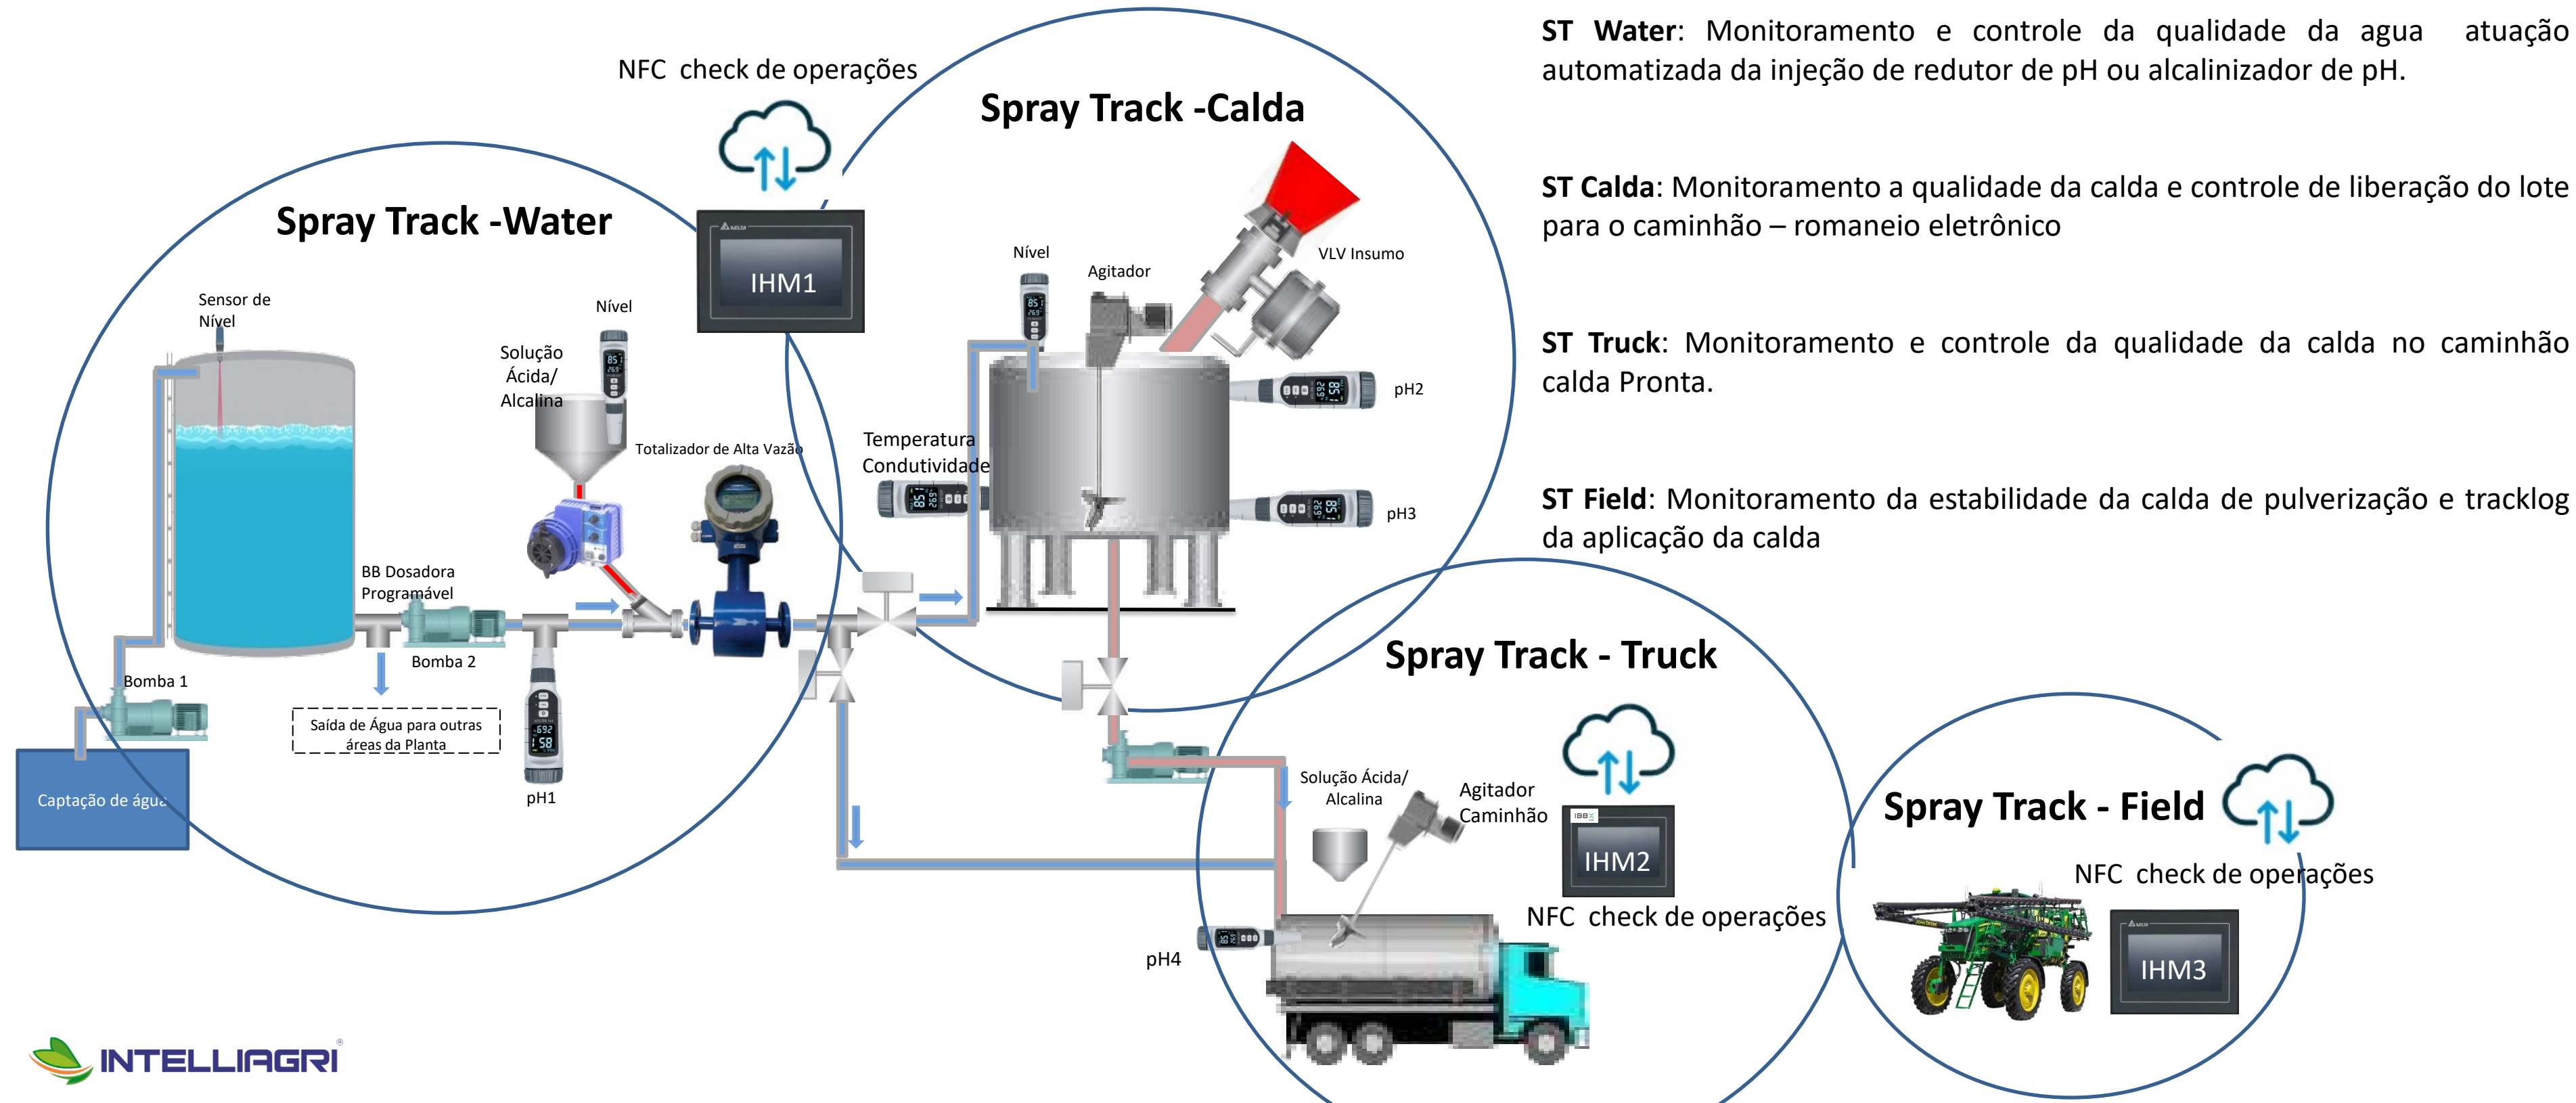 NFC check de operações
Spray Track -Calda
Spray Track -Water
DELTA
IHM1
Sensor de
Nível
Nível
Solução
Ácida/
Alcalina
Totalizador de Alta Vazão
BB Dosadora
Programável
Bomba 2
Bomba 1
Saída de Água para outras
áreas da Planta
Captação de água
pH1
Nível
Agitador
VLV Insumo
pH2
Temperatura
Condutividade
pH3
ST Water: Monitoramento e controle da qualidade da agua atuação
automatizada da injeção de redutor de pH ou alcalinizador de pH.
ST Calda: Monitoramento a qualidade da calda e controle de liberação do lote
para o caminhão – romaneio eletrônico
ST Truck: Monitoramento e controle da qualidade da calda no caminhão
calda Pronta.
ST Field: Monitoramento da estabilidade da calda de pulverização e tracklog
da aplicação da calda
Spray Track - Truck
Solução Ácida/
Alcalina
Agitador
Caminhão
IBBX
IHM2
NFC check de operações
pH4
Spray Track - Field
NFC check de operações
DELTA
IHM3
INTELLIAGRI®